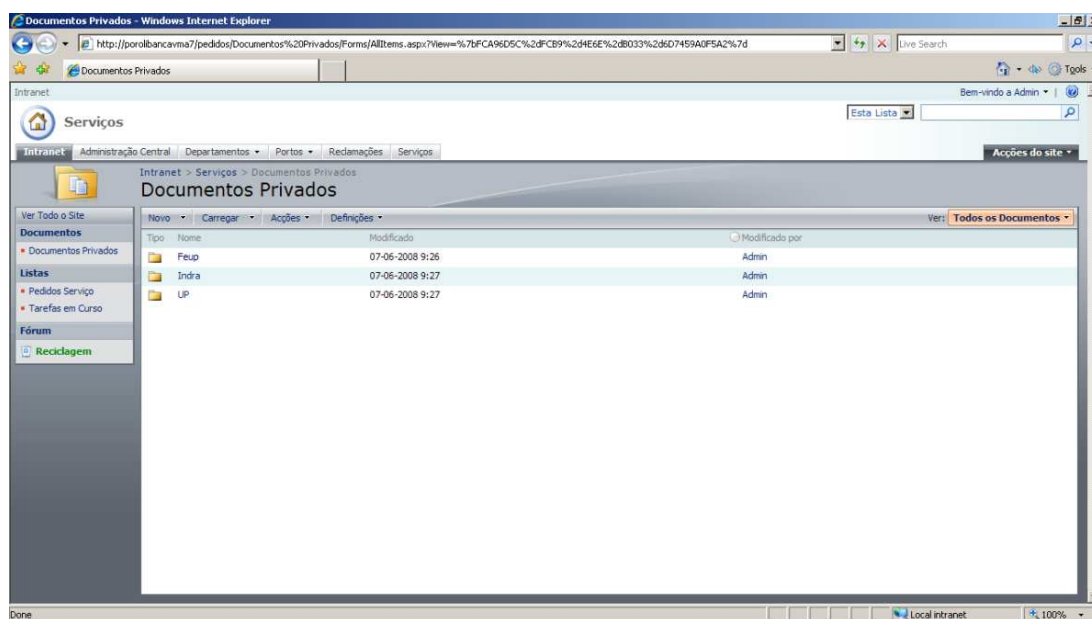 Documentos Privados - Windows Internet Explorer
http://porolibancavma7/pedidos/Documentos%20Privados/Forms/AllItems.aspx?View=%7bFCA96D5C%2dFCB9%2d4E6E%2dB033%2d6D7459A0F5A2%7d Live Search
Documentos Privados Tools
Intranet Bem-vindo a Admin
Serviços Esta Lista
Intranet Administração Central Departamentos Portos Reclamações Serviços Acções do site
Intranet > Serviços > Documentos Privados
Documentos Privados
Ver Todo o Site Novo Carregar Acções Definições Ver: Todos os Documentos
Documentos Tipo Nome Modificado Modificado por
Documentos Privados Feup 07-06-2008 9:26 Admin
Listas Indra 07-06-2008 9:27 Admin
Pedidos Serviço UP 07-06-2008 9:27 Admin
Tarefas em Curso
Fórum
Reciclagem
Done Local intranet 100%